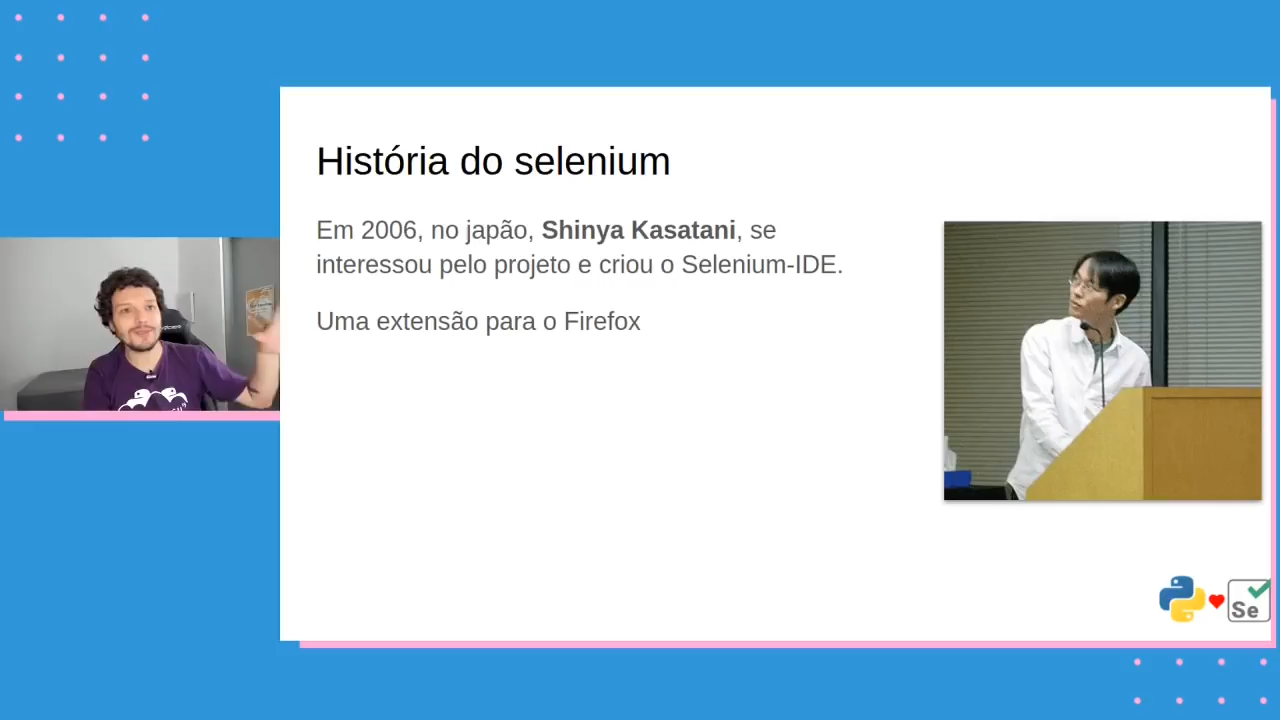 História do selenium
Em 2006, no japão, Shinya Kasatani, se
interessou pelo projeto e criou o Selenium-IDE.
Uma extensão para o Firefox
Se